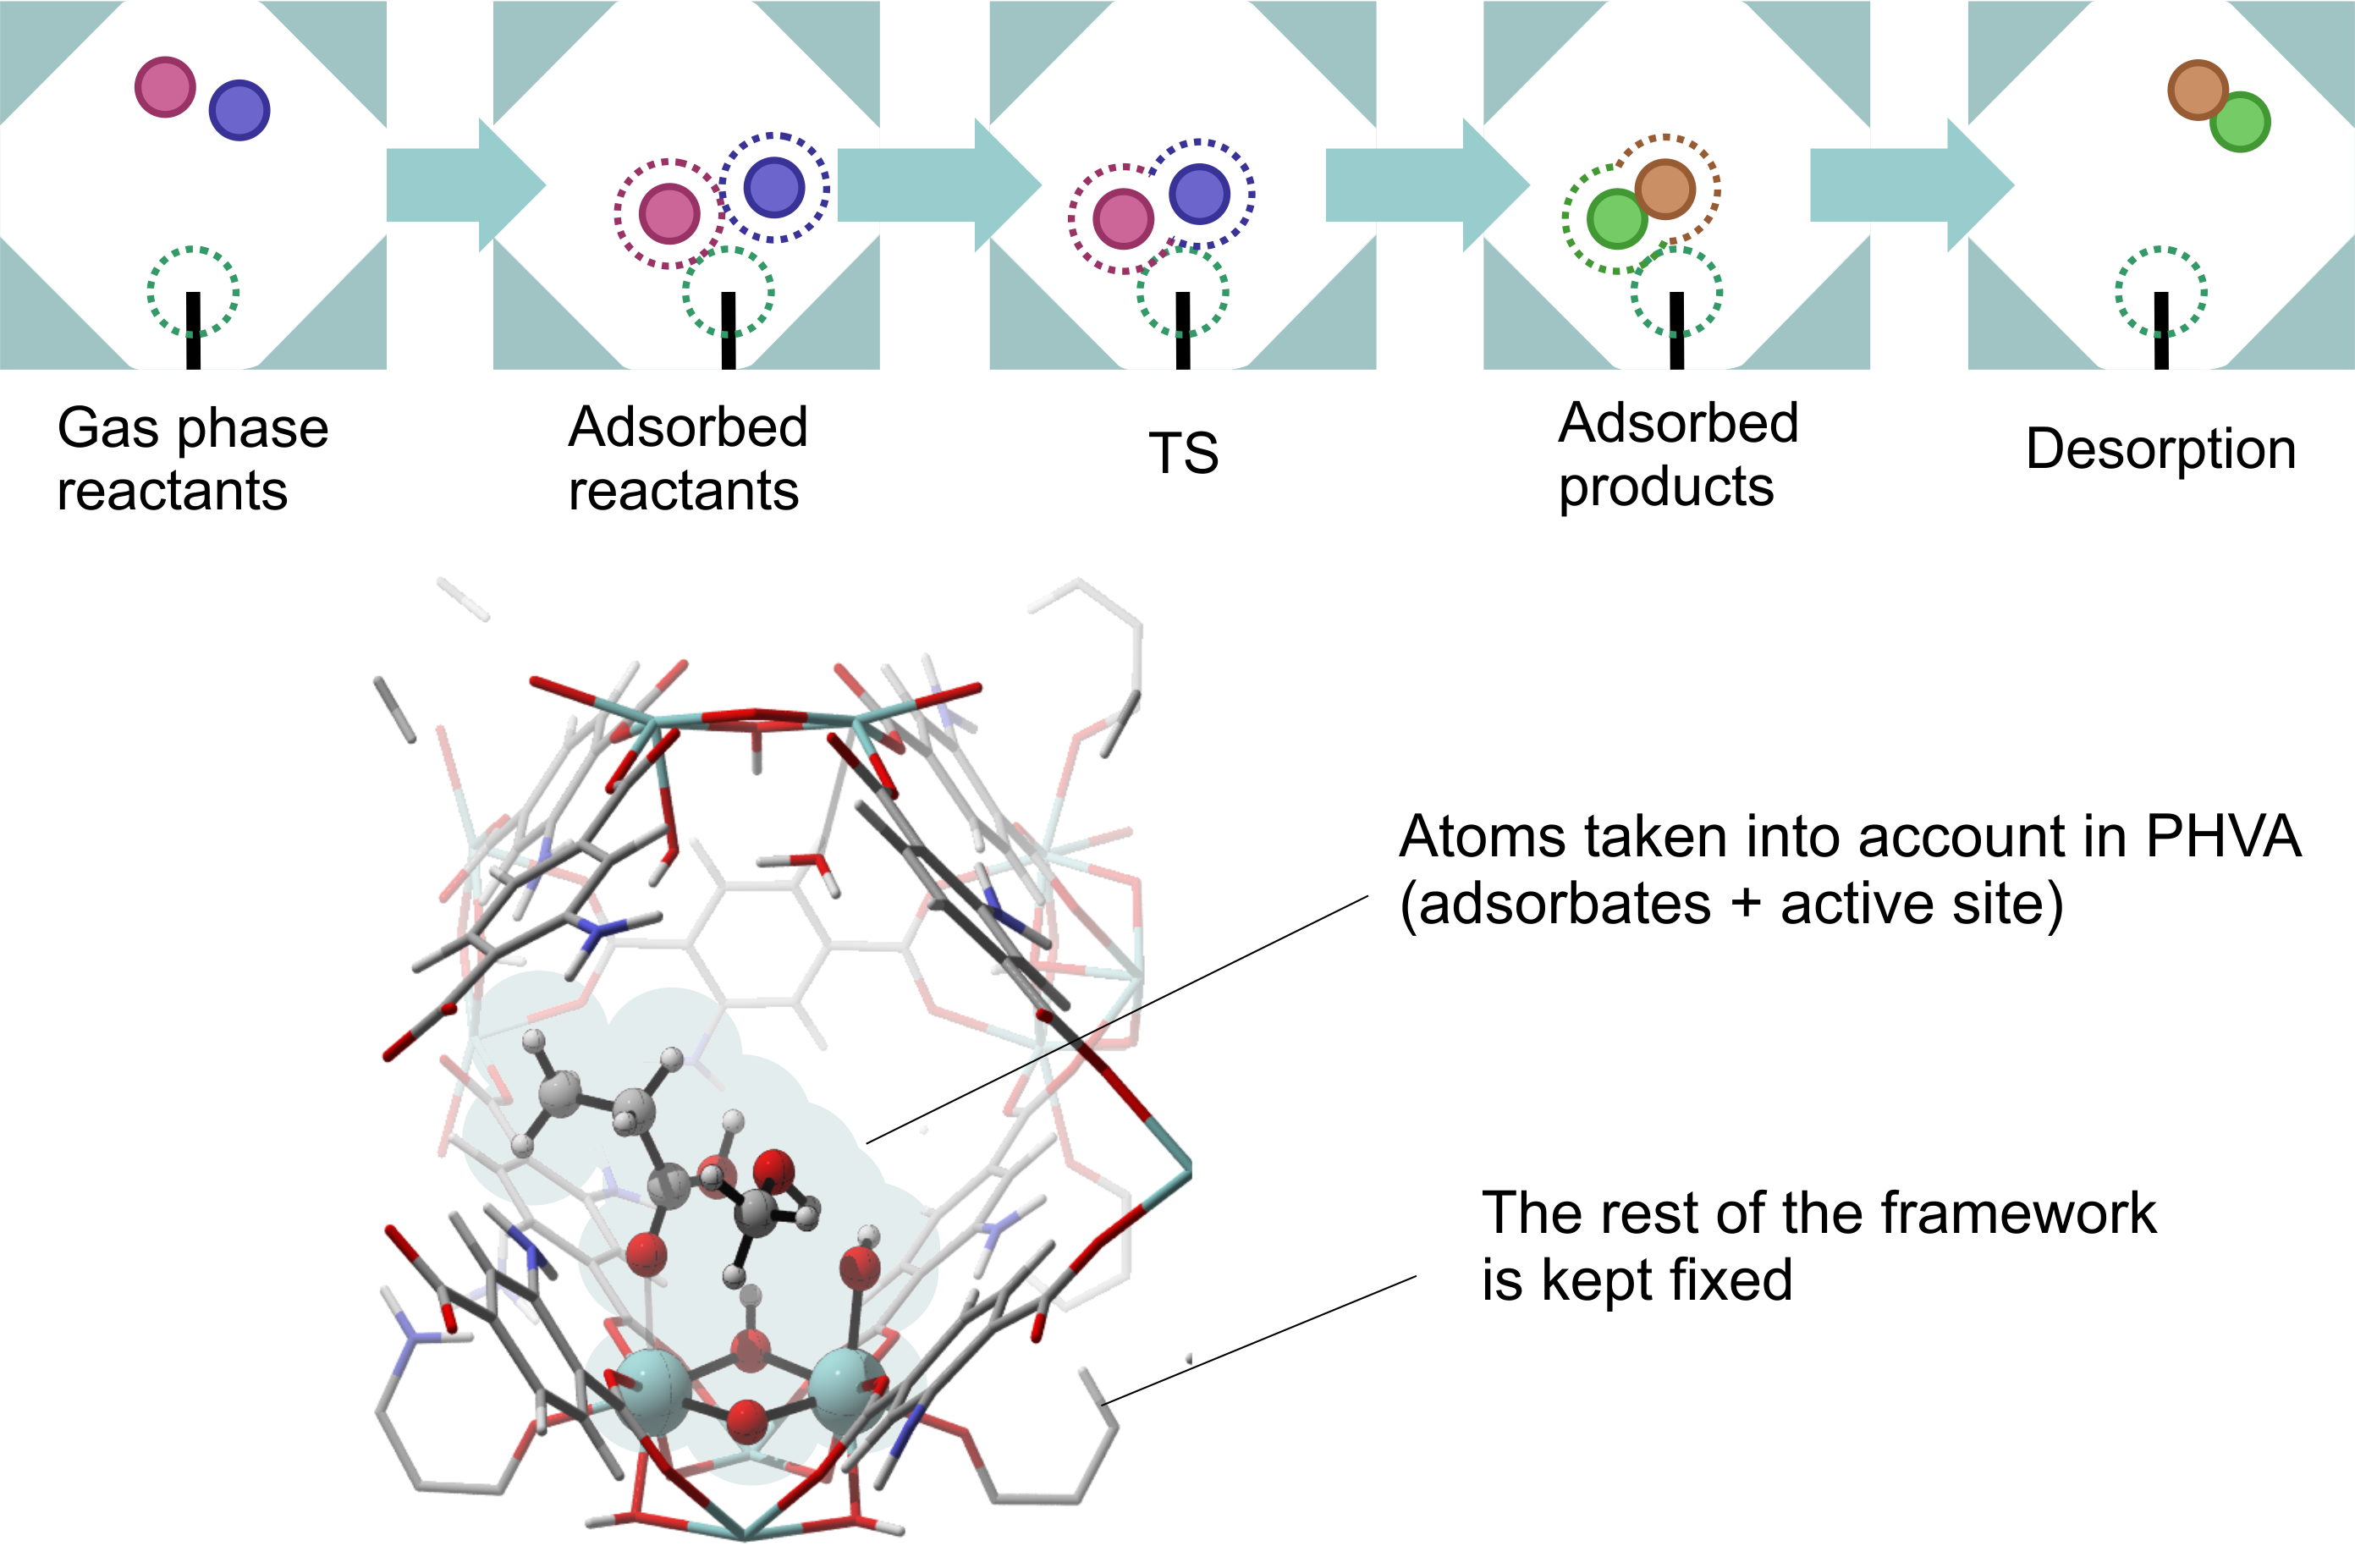 Gas phase
reactants
Adsorbed
reactants
TS
Adsorbed
products
Desorption
Atoms taken into account in PHVA
(adsorbates + active site)
The rest of the framework
is kept fixed